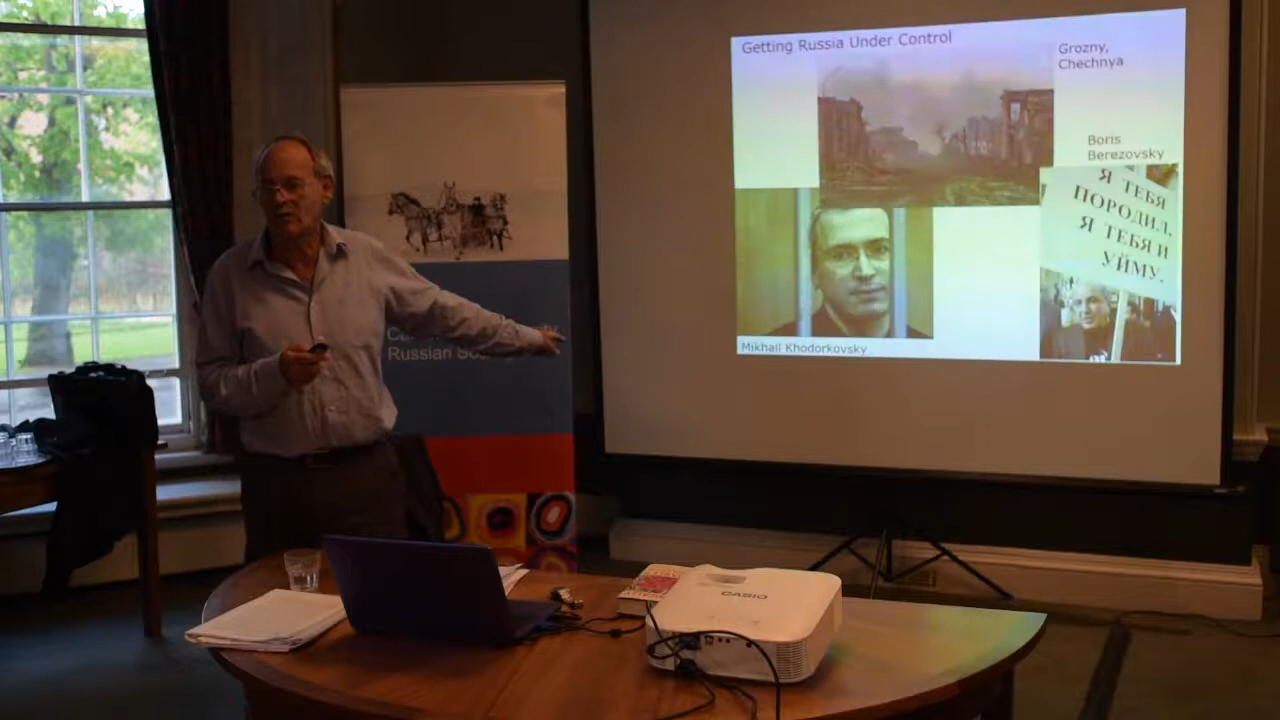 Getting Russia Under Control
Grozny,
Chechnya
Boris
Berezovsky
Я ТЕБЯ
ПОРОДИЛ,
Я ТЕБЯ И
УЙМУ.
Mikhail Khodorkovsky
Russian
CASIO